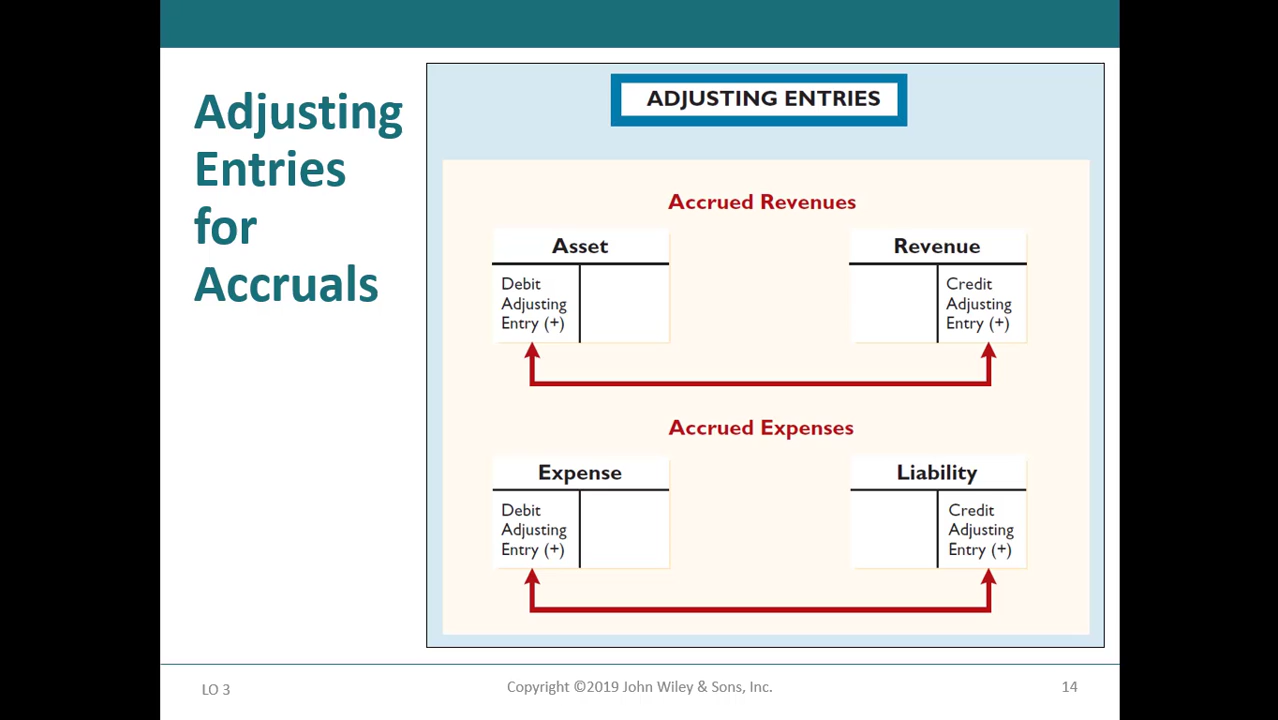 Adjusting
Entries
for
Accruals
ADJUSTING ENTRIES
Accrued Revenues
Asset
Debit
Adjusting
Entry (+)
Revenue
Credit
Adjusting
Entry (+)
Accrued Expenses
Expense
Debit
Adjusting
Entry (+)
Liability
Credit
Adjusting
Entry (+)
LO 3
Copyright ©2019 John Wiley & Sons, Inc.
14